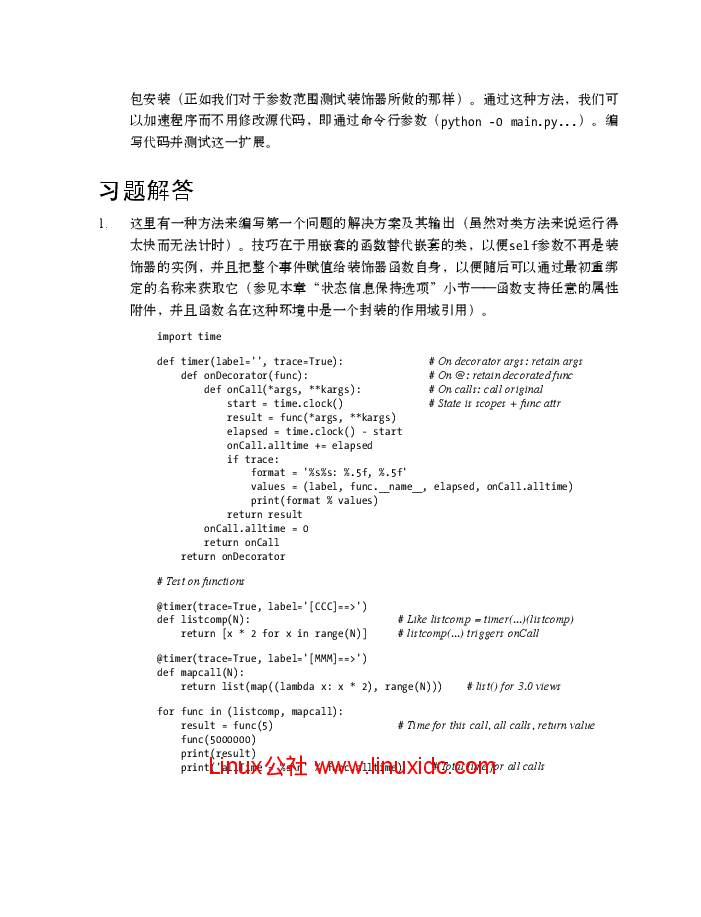 包安装（正如我们对于参数范围测试装饰器所做的那样）。通过这种方法，我们可
以加速程序而不用修改源代码，即通过命令行参数（python -O main.py...）。编
写代码并测试这一扩展。
习题解答
1. 这里有一种方法来编写第一个问题的解决方案及其输出（虽然对类方法来说运行得
太快而无法计时）。技巧在于用嵌套的函数替代嵌套的类，以便self参数不再是装
饰器的实例，并且把整个事件赋值给装饰器函数自身，以便随后可以通过最初重绑
定的名称来获取它（参见本章“状态信息保持选项”小节——函数支持任意的属性
附件，并且函数名在这种环境中是一个封装的作用域引用）。
import time
def timer(label='', trace=True): # On decorator args: retain args
def onDecorator(func): # On @: retain decorated func
def onCall(*args, **kargs): # On calls: call original
start = time.clock() # State is scopes + func attr
result = func(*args, **kargs)
elapsed = time.clock() - start
onCall.alltime += elapsed
if trace:
format = '%s%s: %.5f, %.5f'
values = (label, func.__name__, elapsed, onCall.alltime)
print(format % values)
return result
onCall.alltime = 0
return onCall
return onDecorator
# Test on functions
@timer(trace=True, label='[CCC]==>')
def listcomp(N): # Like listcomp = timer(...)(listcomp)
return [x * 2 for x in range(N)] # listcomp(...) triggers onCall
@timer(trace=True, label='[MMM]==>')
def mapcall(N):
return list(map((lambda x: x * 2), range(N))) # list() for 3.0 views
for func in (listcomp, mapcall):
result = func(5) # Time for this call, all calls, return value
func(5000000)
print(result)
print('allTime = %s\n' % func.alltime) # Total time for all calls
Linux公社 www.linuxidc.com